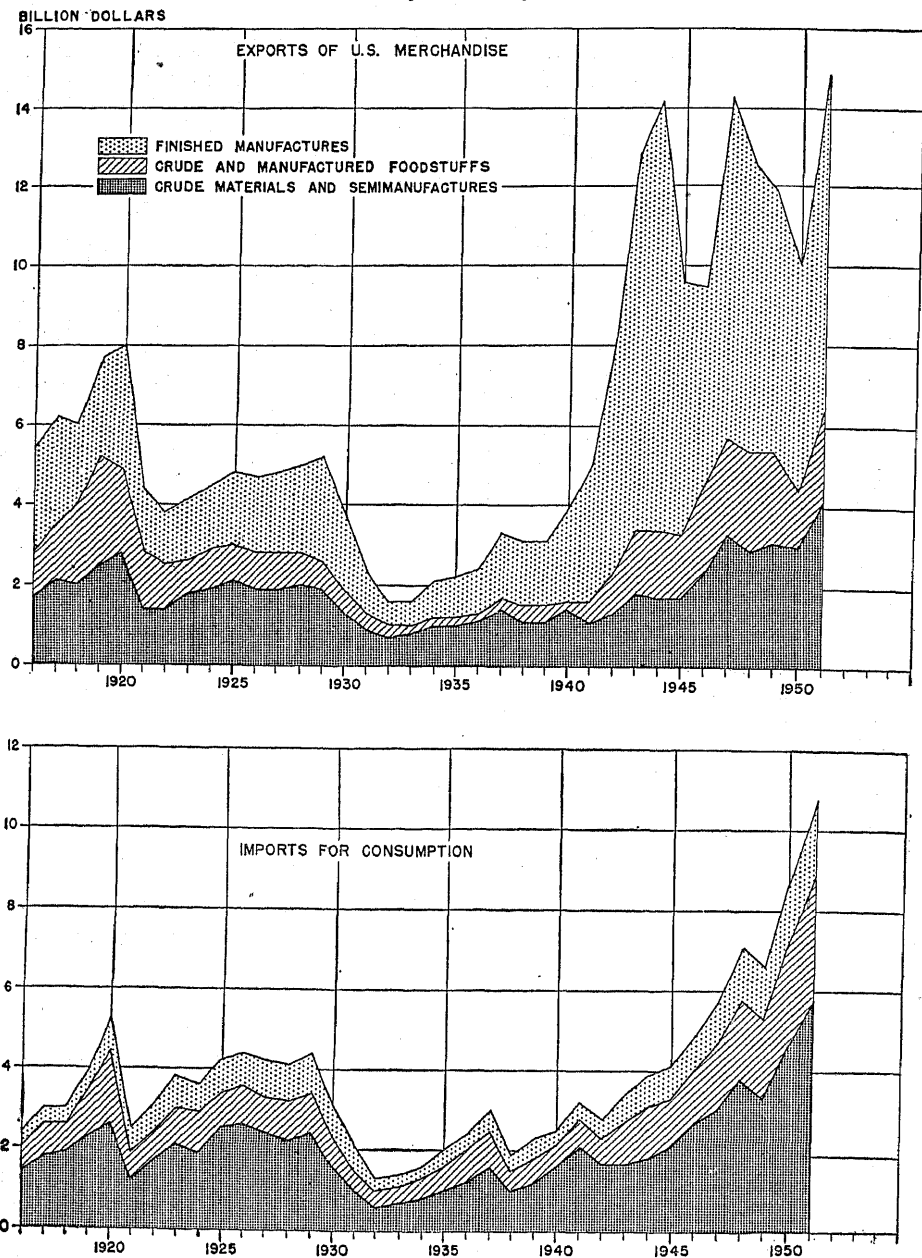 BILLION DOLLARS
16
EXPORTS OF U.S. MERCHANDISE
14
FINISHED MANUFACTURES
CRUDE AND MANUFACTURED FOODSTUFFS
12
CRUDE MATERIALS AND SEMIMANUFACTURES
10
8
6
4
2
0
1920 1925 1930 1935 1940 1945 1950
12
10
IMPORTS FOR CONSUMPTION
8
6
4
2
0
1920 1925 1930 1935 1940 1945 1950